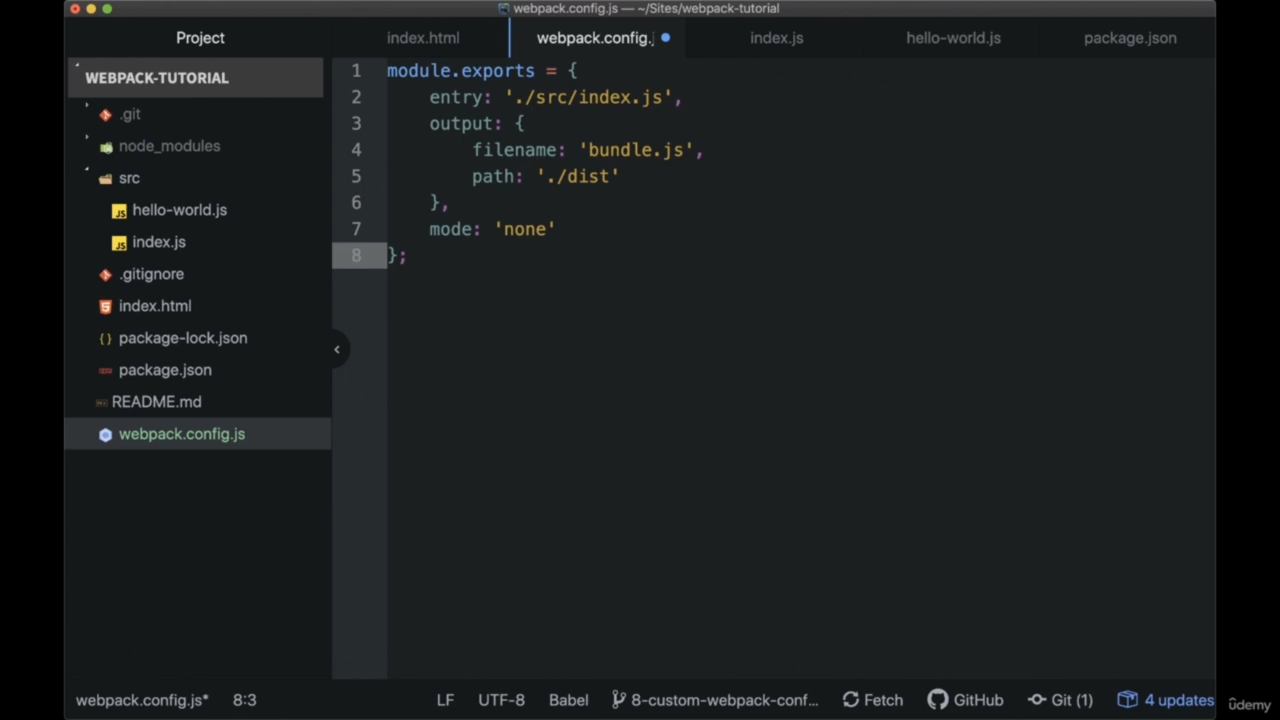 webpack.config.js — ~/Sites/webpack-tutorial
Project
index.html
webpack.config.j
index.js
hello-world.js
package.json
WEBPACK-TUTORIAL
.git
node_modules
src
hello-world.js
index.js
.gitignore
index.html
package-lock.json
package.json
README.md
webpack.config.js
1 module.exports = {
2 entry: './src/index.js',
3 output: {
4 filename: 'bundle.js',
5 path: './dist'
6 },
7 mode: 'none'
8 };
webpack.config.js* 8:3 LF UTF-8 Babel 8-custom-webpack-conf... Fetch GitHub Git (1) 4 updates
ûdemy